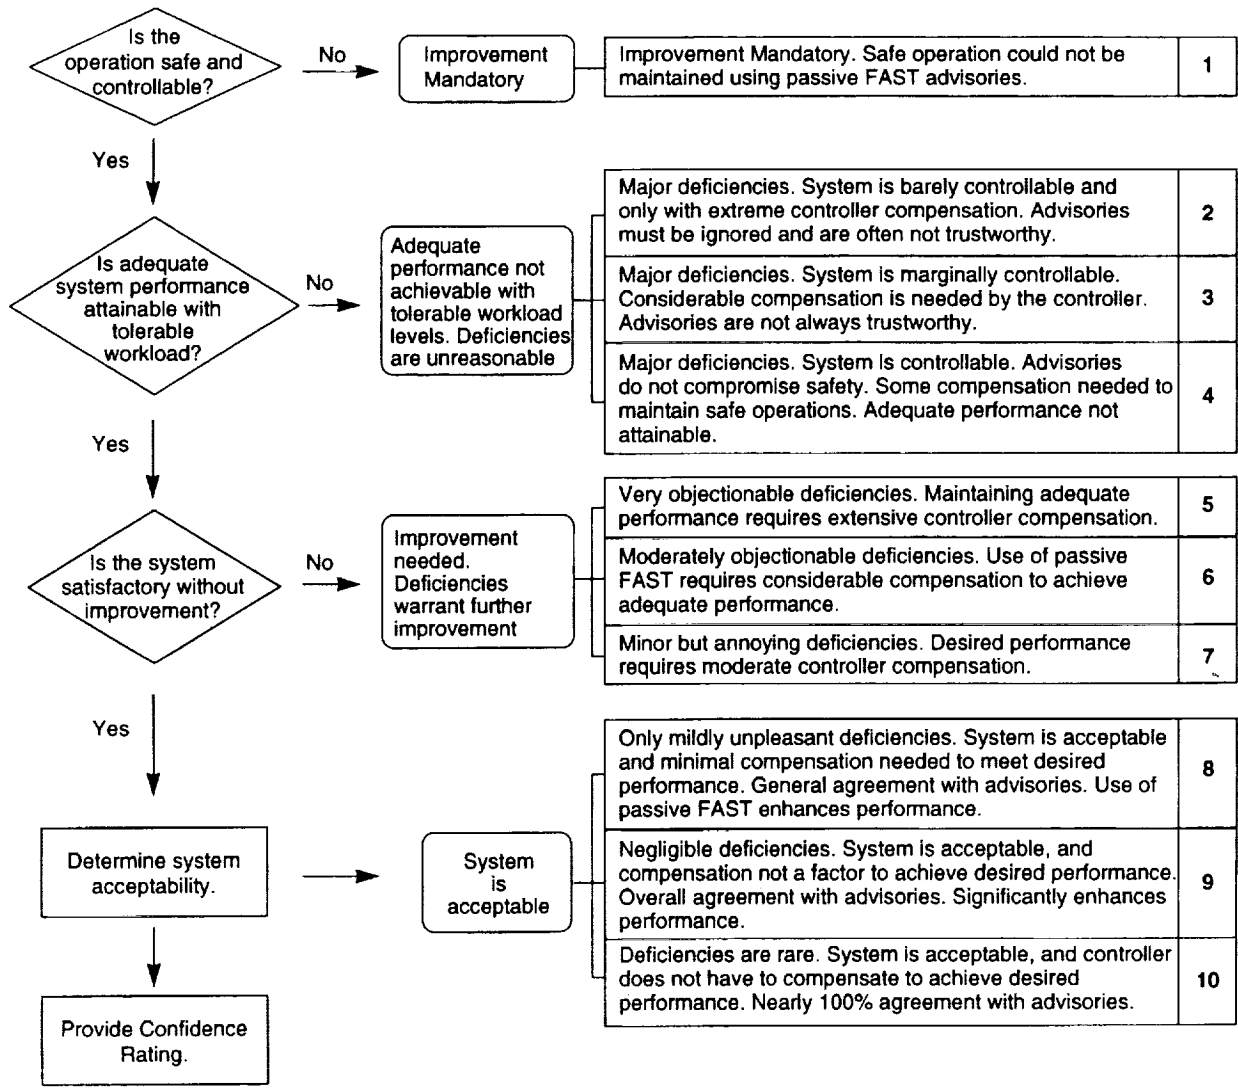 Is the
operation safe and
controllable?
No
Improvement
Mandatory
Improvement Mandatory. Safe operation could not be
maintained using passive FAST advisories.
1
Yes
Is adequate
system performance
attainable with
tolerable
workload?
No
Adequate
performance not
achievable with
tolerable workload
levels. Deficiencies
are unreasonable
Major deficiencies. System is barely controllable and
only with extreme controller compensation. Advisories
must be ignored and are often not trustworthy.
2
Major deficiencies. System is marginally controllable.
Considerable compensation is needed by the controller.
Advisories are not always trustworthy.
3
Major deficiencies. System is controllable. Advisories
do not compromise safety. Some compensation needed to
maintain safe operations. Adequate performance not
attainable.
4
Yes
Is the system
satisfactory without
improvement?
No
Improvement
needed.
Deficiencies
warrant further
improvement
Very objectionable deficiencies. Maintaining adequate
performance requires extensive controller compensation.
5
Moderately objectionable deficiencies. Use of passive
FAST requires considerable compensation to achieve
adequate performance.
6
Minor but annoying deficiencies. Desired performance
requires moderate controller compensation.
7
Yes
Determine system
acceptability.
System
is
acceptable
Only mildly unpleasant deficiencies. System is acceptable
and minimal compensation needed to meet desired
performance. General agreement with advisories. Use of
passive FAST enhances performance.
8
Negligible deficiencies. System is acceptable, and
compensation not a factor to achieve desired performance.
Overall agreement with advisories. Significantly enhances
performance.
9
Deficiencies are rare. System is acceptable, and controller
does not have to compensate to achieve desired
performance. Nearly 100% agreement with advisories.
10
Provide Confidence
Rating.